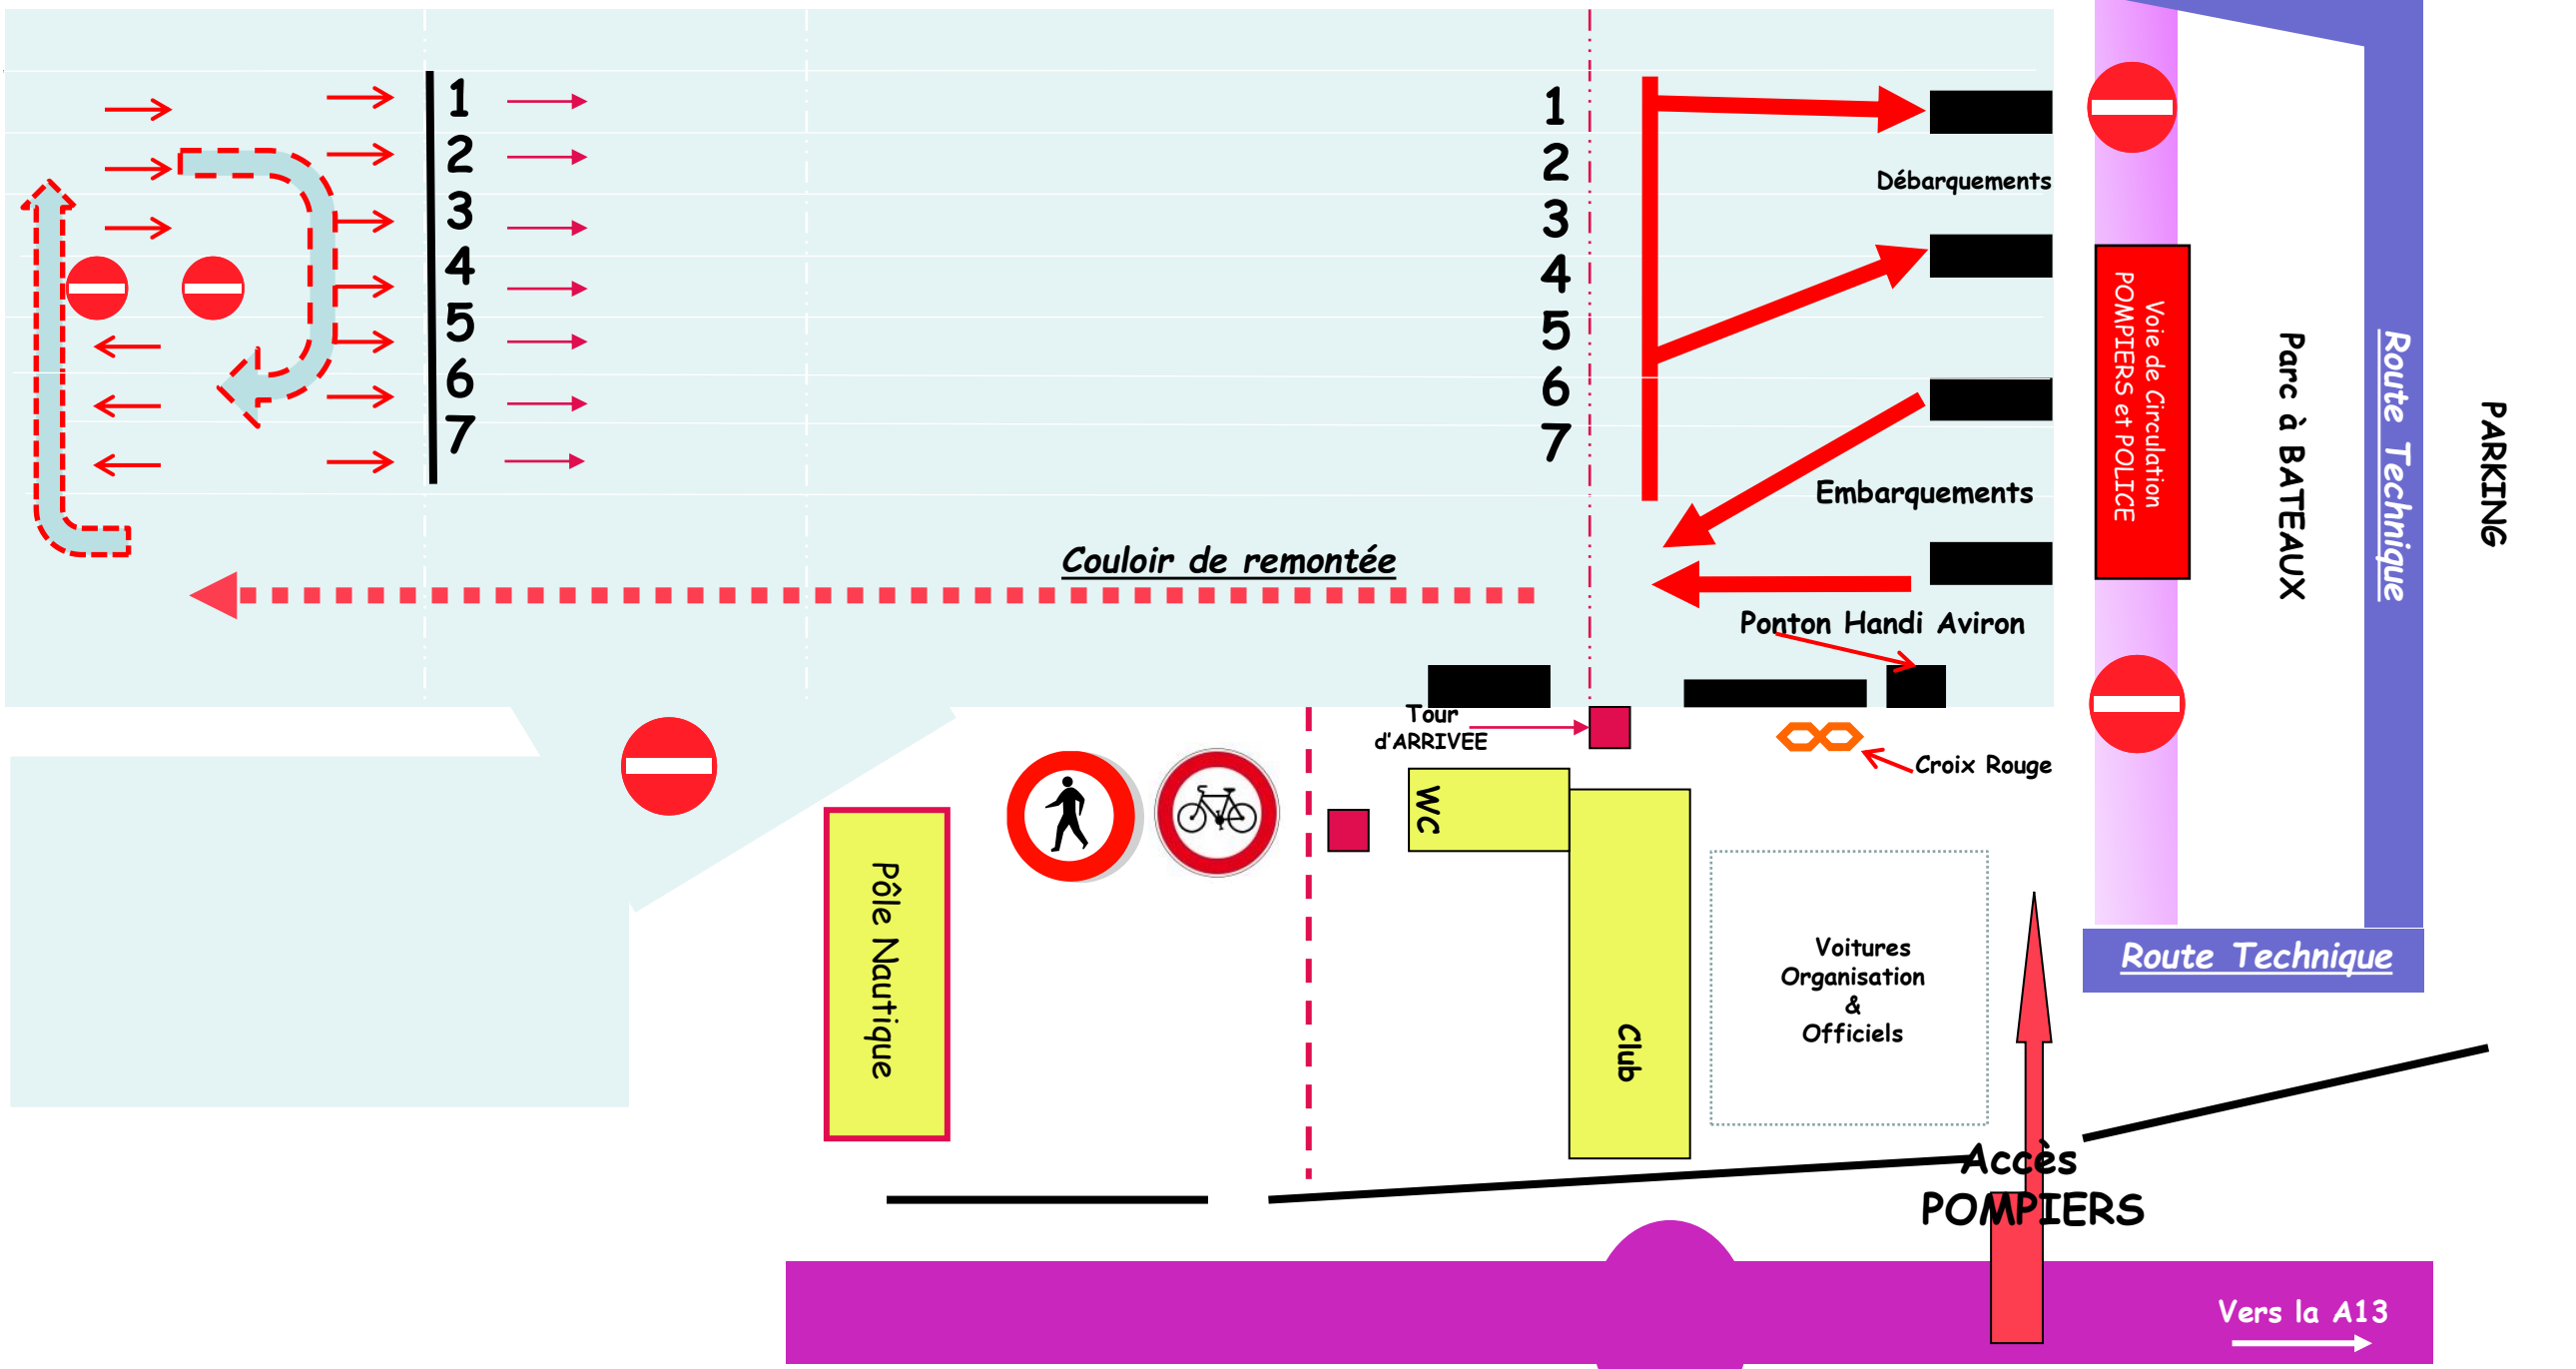 1
2
3
4
5
6
7
1
2
3
4
5
6
7
Débarquements
Embarquements
Couloir de remontée
Ponton Handi Aviron
Tour
d'ARRIVEE
Croix Rouge
WC
Club
Pôle Nautique
Voitures
Organisation
&
Officiels
Voie de Circulation
POMPIERS et POLICE
Parc à BATEAUX
Route Technique
PARKING
Route Technique
Accès
POMPIERS
Vers la A13